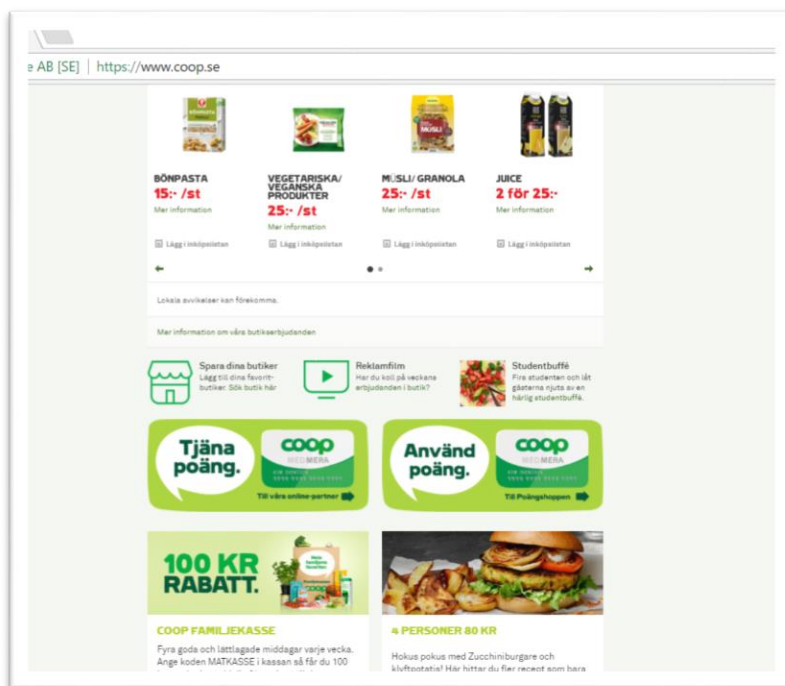 e AB [SE] | https://www.coop.se
BÖNPASTA
15:- /st
Mer information
Lägg i inköpslistan
VEGETARISKA/
VEGANSKA
PRODUKTER
25:- /st
Mer information
Lägg i inköpslistan
MÜSLI/ GRANOLA
25:- /st
Mer information
Lägg i inköpslistan
JUICE
2 för 25:-
Mer information
Lägg i inköpslistan
Lokala avvikelser kan förekomma.
Mer information om våra butikserbjudanden
Spara dina butiker
Lägg till dina favorit-
butiker. Sök butik här
Reklamfilm
Har du koll på veckans
erbjudanden i butik?
Studentbuffé
Fira studenten och låt
gästerna njuta av en
härlig studentbuffé.
Tjäna
poäng.
coop
MED MERA
Till våra online-partner
Använd
poäng.
coop
MED MERA
Till Poängshoppen
100 KR
RABATT.
COOP FAMILJEKASSE
Fyra goda och lättlagade middagar varje vecka.
Ange koden MATKASSE i kassan så får du 100
4 PERSONER 80 KR
Hokus pokus med Zucchiniburgare och
klyftpotatis! Här hittar du fler recept som bara